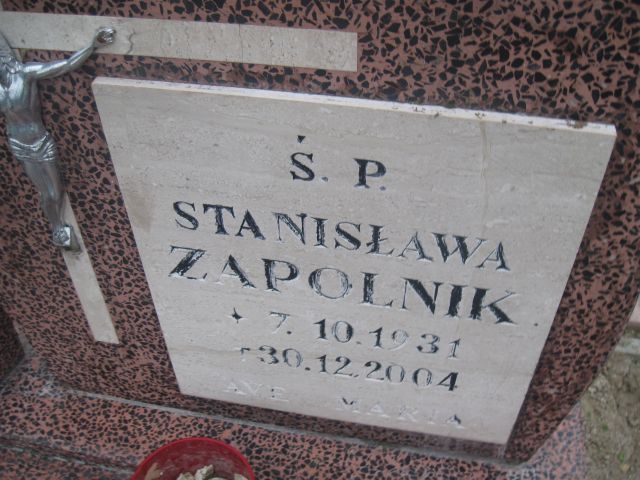 Ś. P.
STANISŁAWA
ZAPOLNIK
* 7. 10. 1931
† 30. 12. 2004
AVE MARIA